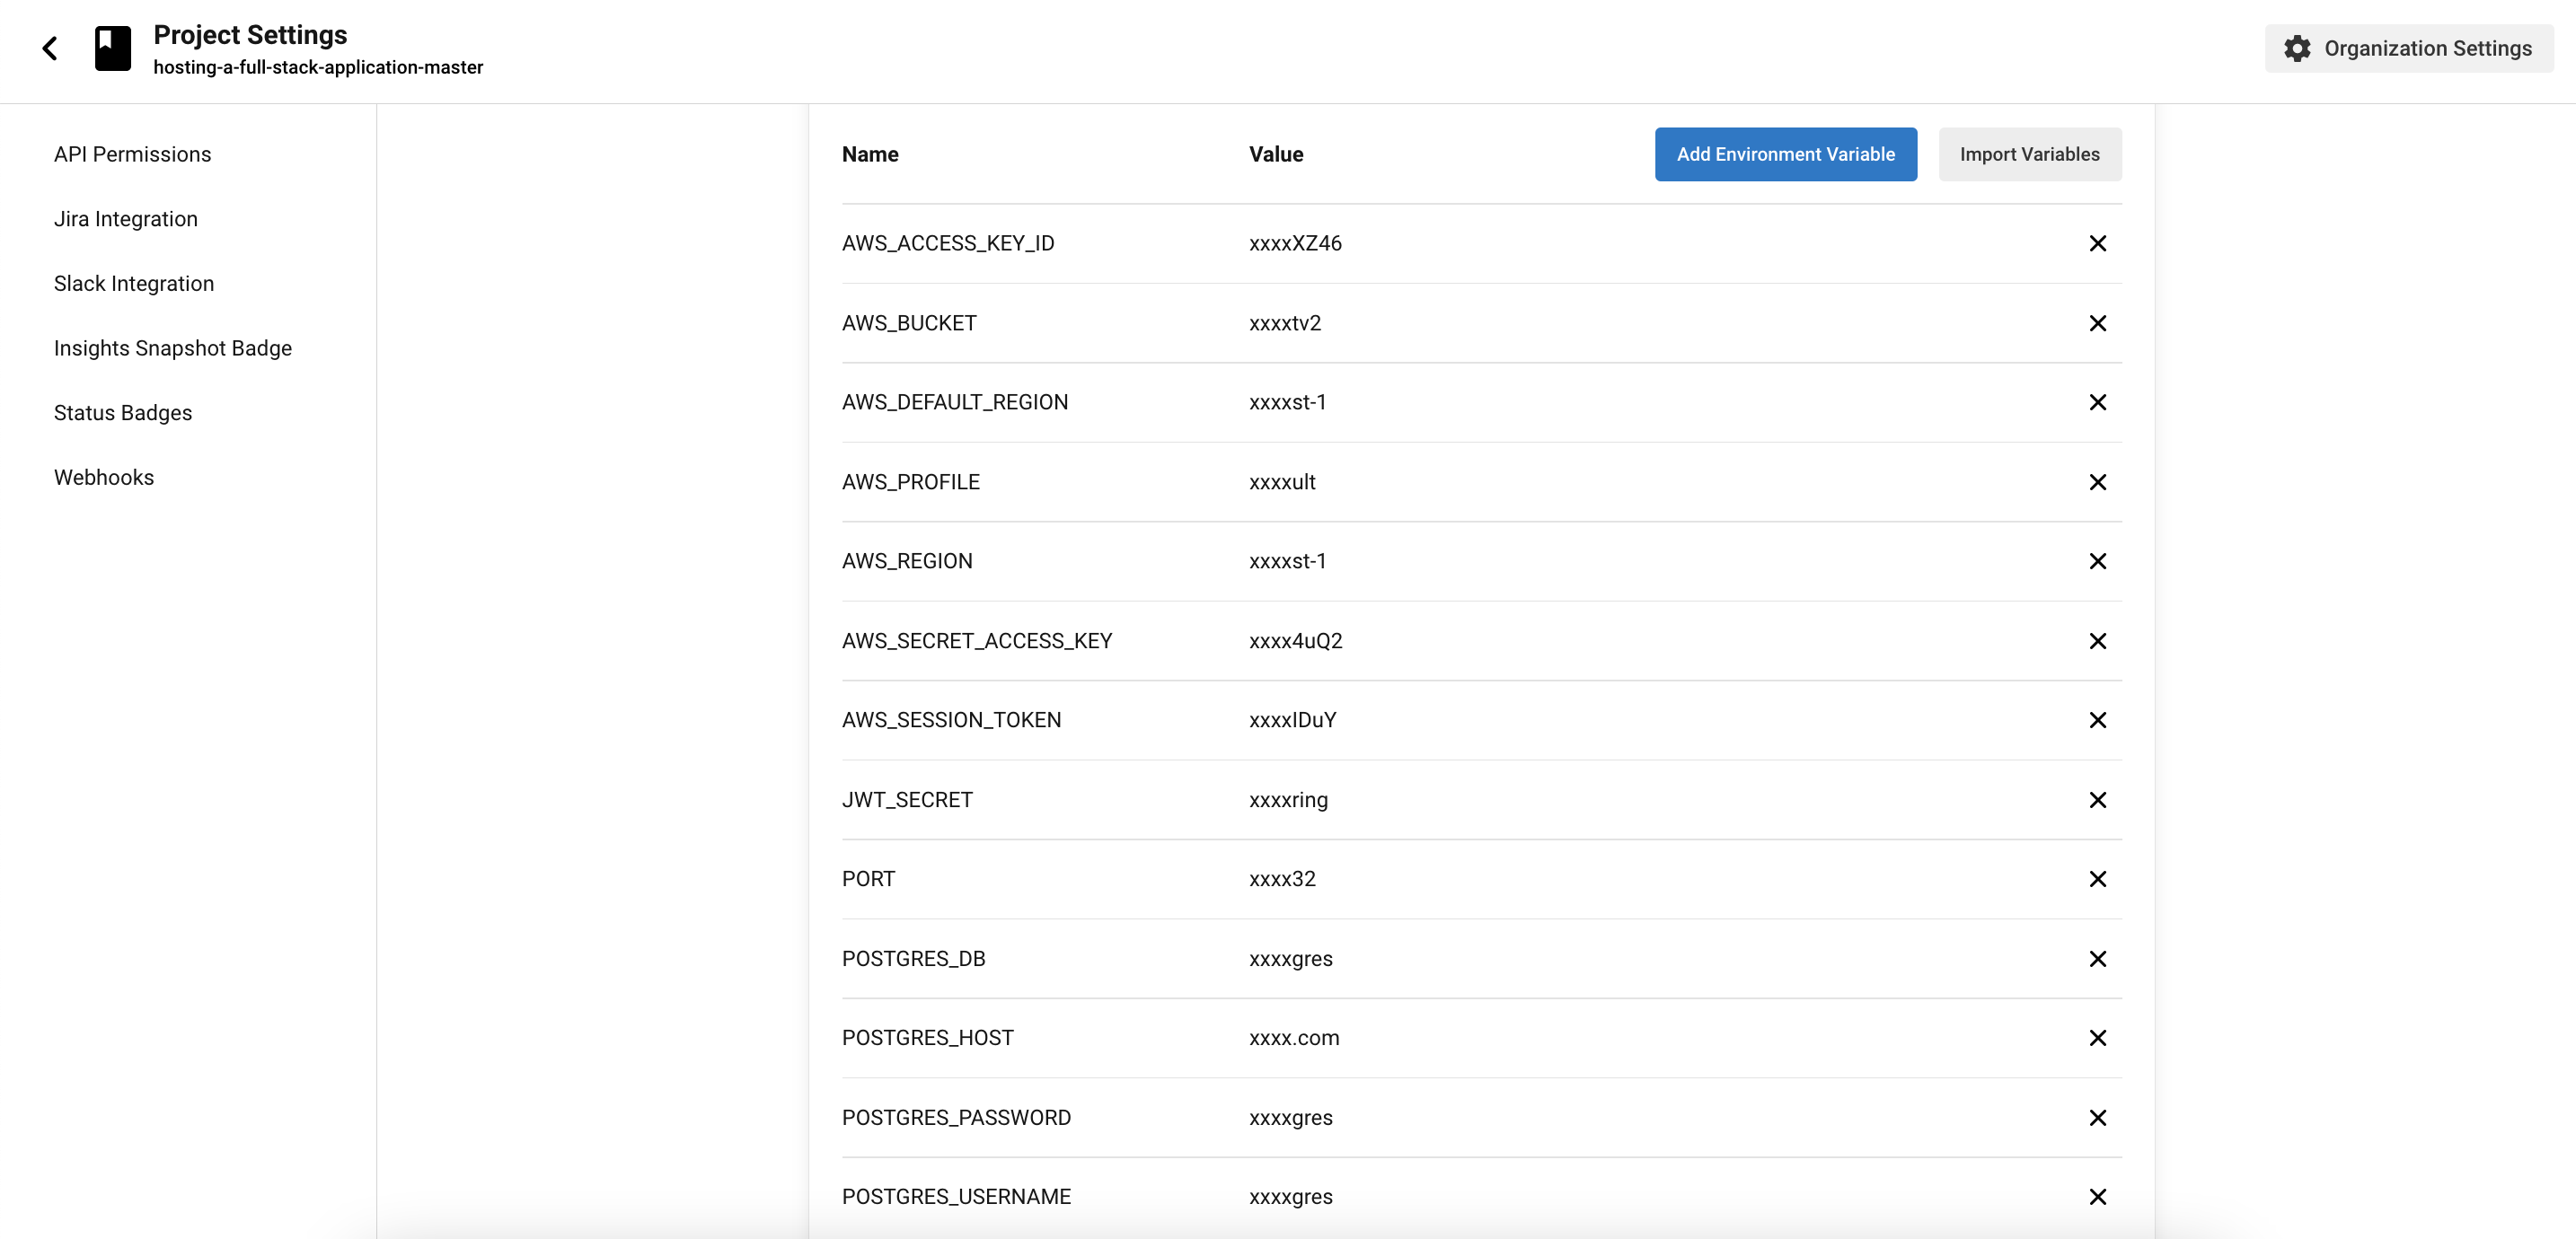 Project Settings
hosting-a-full-stack-application-master
Organization Settings
API Permissions
Jira Integration
Slack Integration
Insights Snapshot Badge
Status Badges
Webhooks
Name Value Add Environment Variable Import Variables
AWS_ACCESS_KEY_ID xxxxXZ46
AWS_BUCKET xxxxtv2
AWS_DEFAULT_REGION xxxxst-1
AWS_PROFILE xxxxult
AWS_REGION xxxxst-1
AWS_SECRET_ACCESS_KEY xxxx4uQ2
AWS_SESSION_TOKEN xxxxIDuY
JWT_SECRET xxxxring
PORT xxxx32
POSTGRES_DB xxxxgres
POSTGRES_HOST xxxx.com
POSTGRES_PASSWORD xxxxgres
POSTGRES_USERNAME xxxxgres